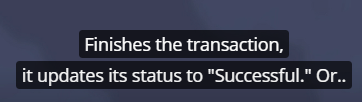 Finishes the transaction,
it updates its status to "Successful." Or..